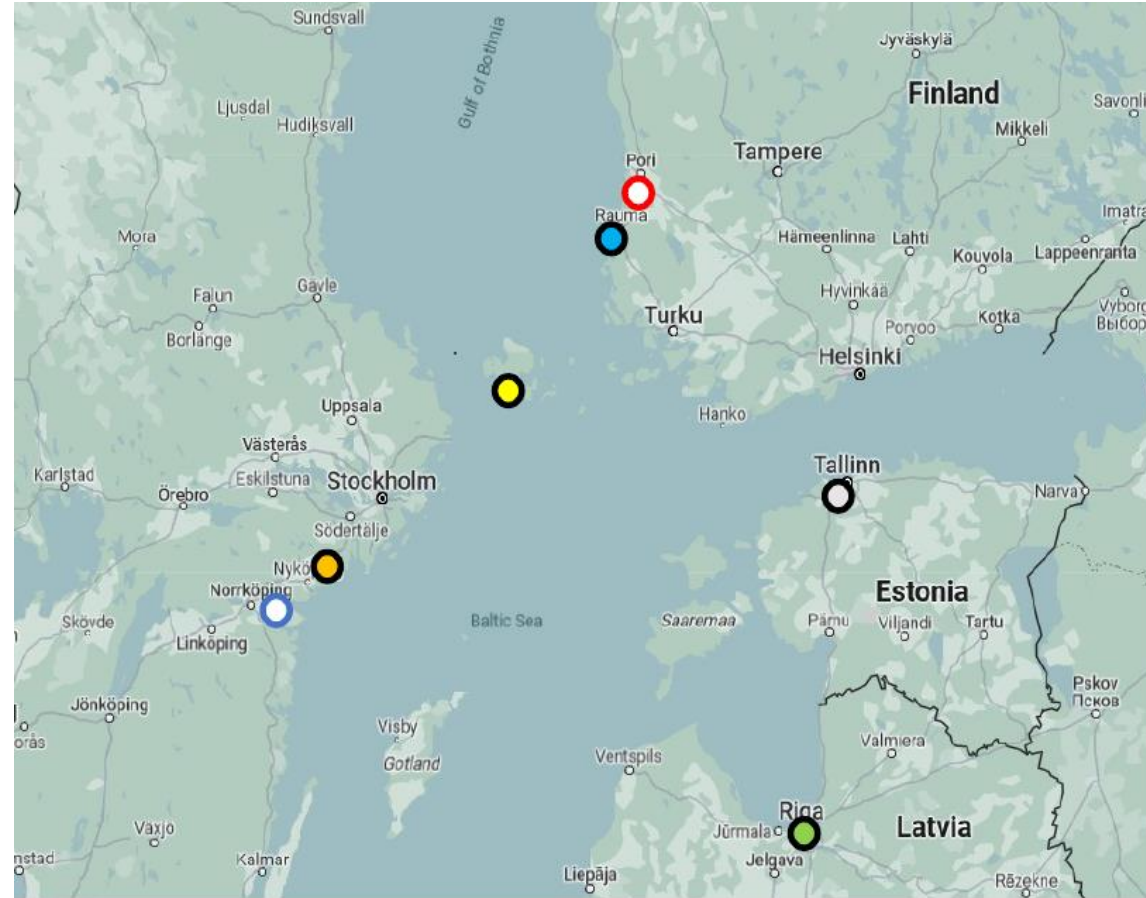 Sundsvall
Gulf of Bothnia
Jyväskylä
Finland
Ljusdal
Hudiksvall
Savonli
Mikkeli
Pori
Tampere
Rauma
Imatra
Mora
Hämeenlinna
Lahti
Kouvola
Lappeenranta
Gävle
Falun
Hyvinkää
Vyborg
Выбор
Borlänge
Turku
Porvoo
Kotka
Helsinki
Uppsala
Hanko
Västerås
Karlstad
Eskilstuna
Stockholm
Tallinn
Örebro
Narva
Södertälje
Nykö
Norrköping
Estonia
Skövde
Linköping
Baltic Sea
Saaremaa
Pärnu
Viljandi
Tartu
Jönköping
Pskov
Псков
orås
Visby
Gotland
Ventspils
Valmiera
Riga
Växjö
Jūrmala
Latvia
nstad
Kalmar
Jelgava
Liepāja
Rēzekne